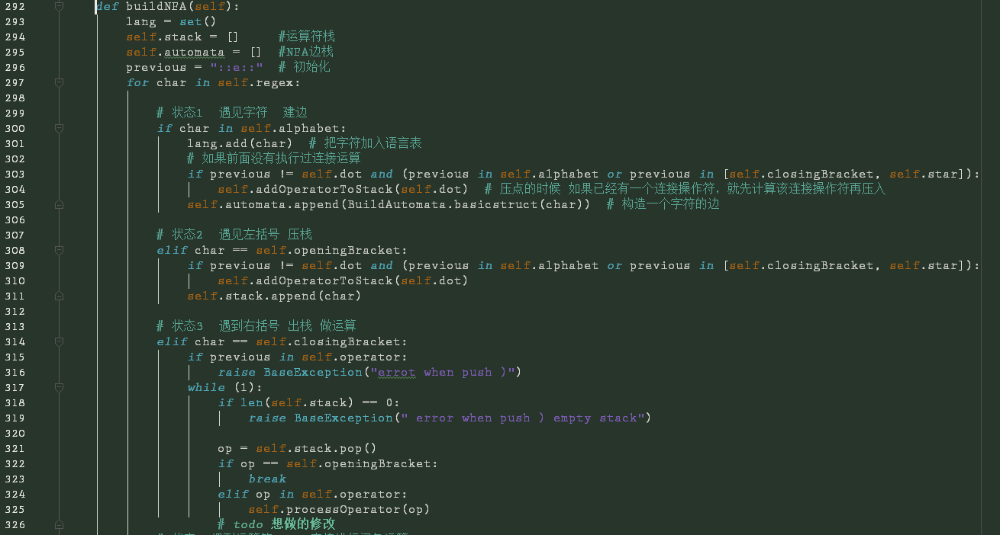 292 def buildNFA(self):
293 lang = set()
294 self.stack = [] #运算符栈
295 self.automata = [] #NFA边栈
296 previous = "::e::" # 初始化
297 for char in self.regex:
298
299 # 状态1 遇见字符 建边
300 if char in self.alphabet:
301 lang.add(char) # 把字符加入语言表
302 # 如果前面没有执行过连接运算
303 if previous != self.dot and (previous in self.alphabet or previous in [self.closingBracket, self.star]):
304 self.addOperatorToStack(self.dot) # 压点的时候 如果已经有一个连接操作符，就先计算该连接操作符再压入
305 self.automata.append(BuildAutomata.basicstruct(char)) # 构造一个字符的边
306
307 # 状态2 遇见左括号 压栈
308 elif char == self.openingBracket:
309 if previous != self.dot and (previous in self.alphabet or previous in [self.closingBracket, self.star]):
310 self.addOperatorToStack(self.dot)
311 self.stack.append(char)
312
313 # 状态3 遇到右括号 出栈 做运算
314 elif char == self.closingBracket:
315 if previous in self.operator:
316 raise BaseException("errot when push )")
317 while (1):
318 if len(self.stack) == 0:
319 raise BaseException(" error when push ) empty stack")
320
321 op = self.stack.pop()
322 if op == self.openingBracket:
323 break
324 elif op in self.operator:
325 self.processOperator(op)
326 # todo 想做的修改